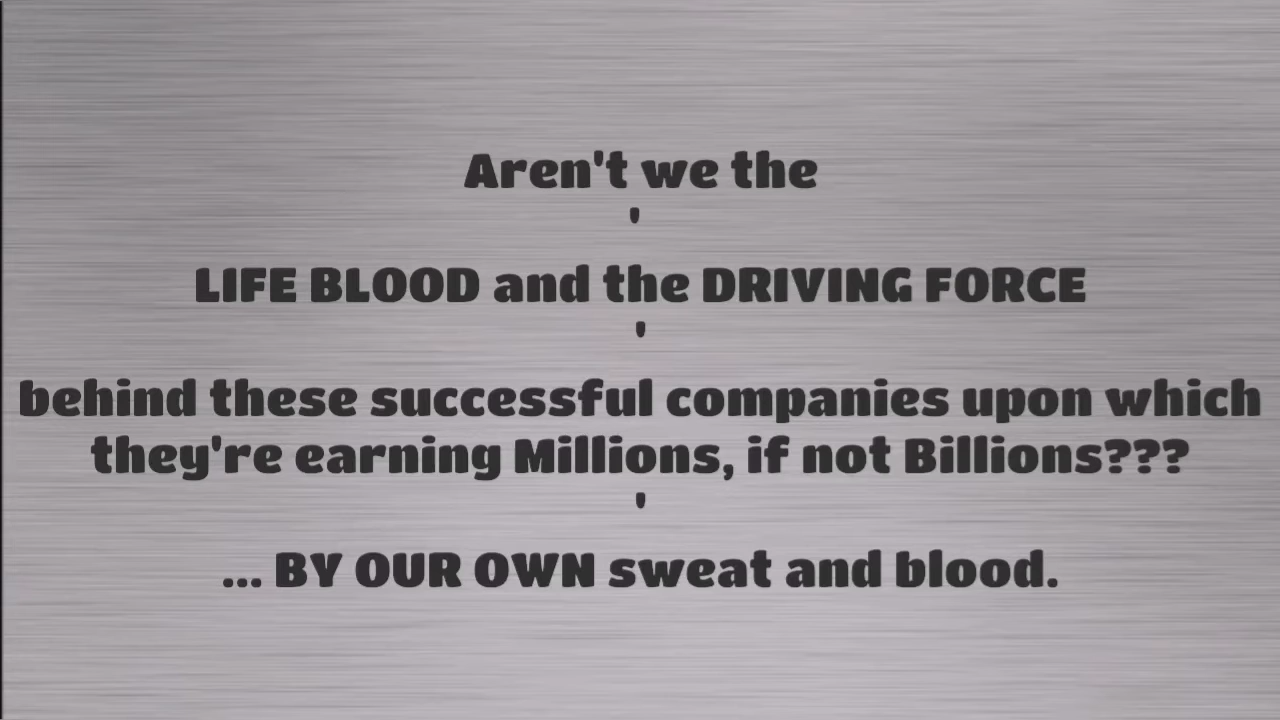 Aren't we the
'
LIFE BLOOD and the DRIVING FORCE
'
behind these successful companies upon which
they're earning Millions, if not Billions???
'
... BY OUR OWN sweat and blood.